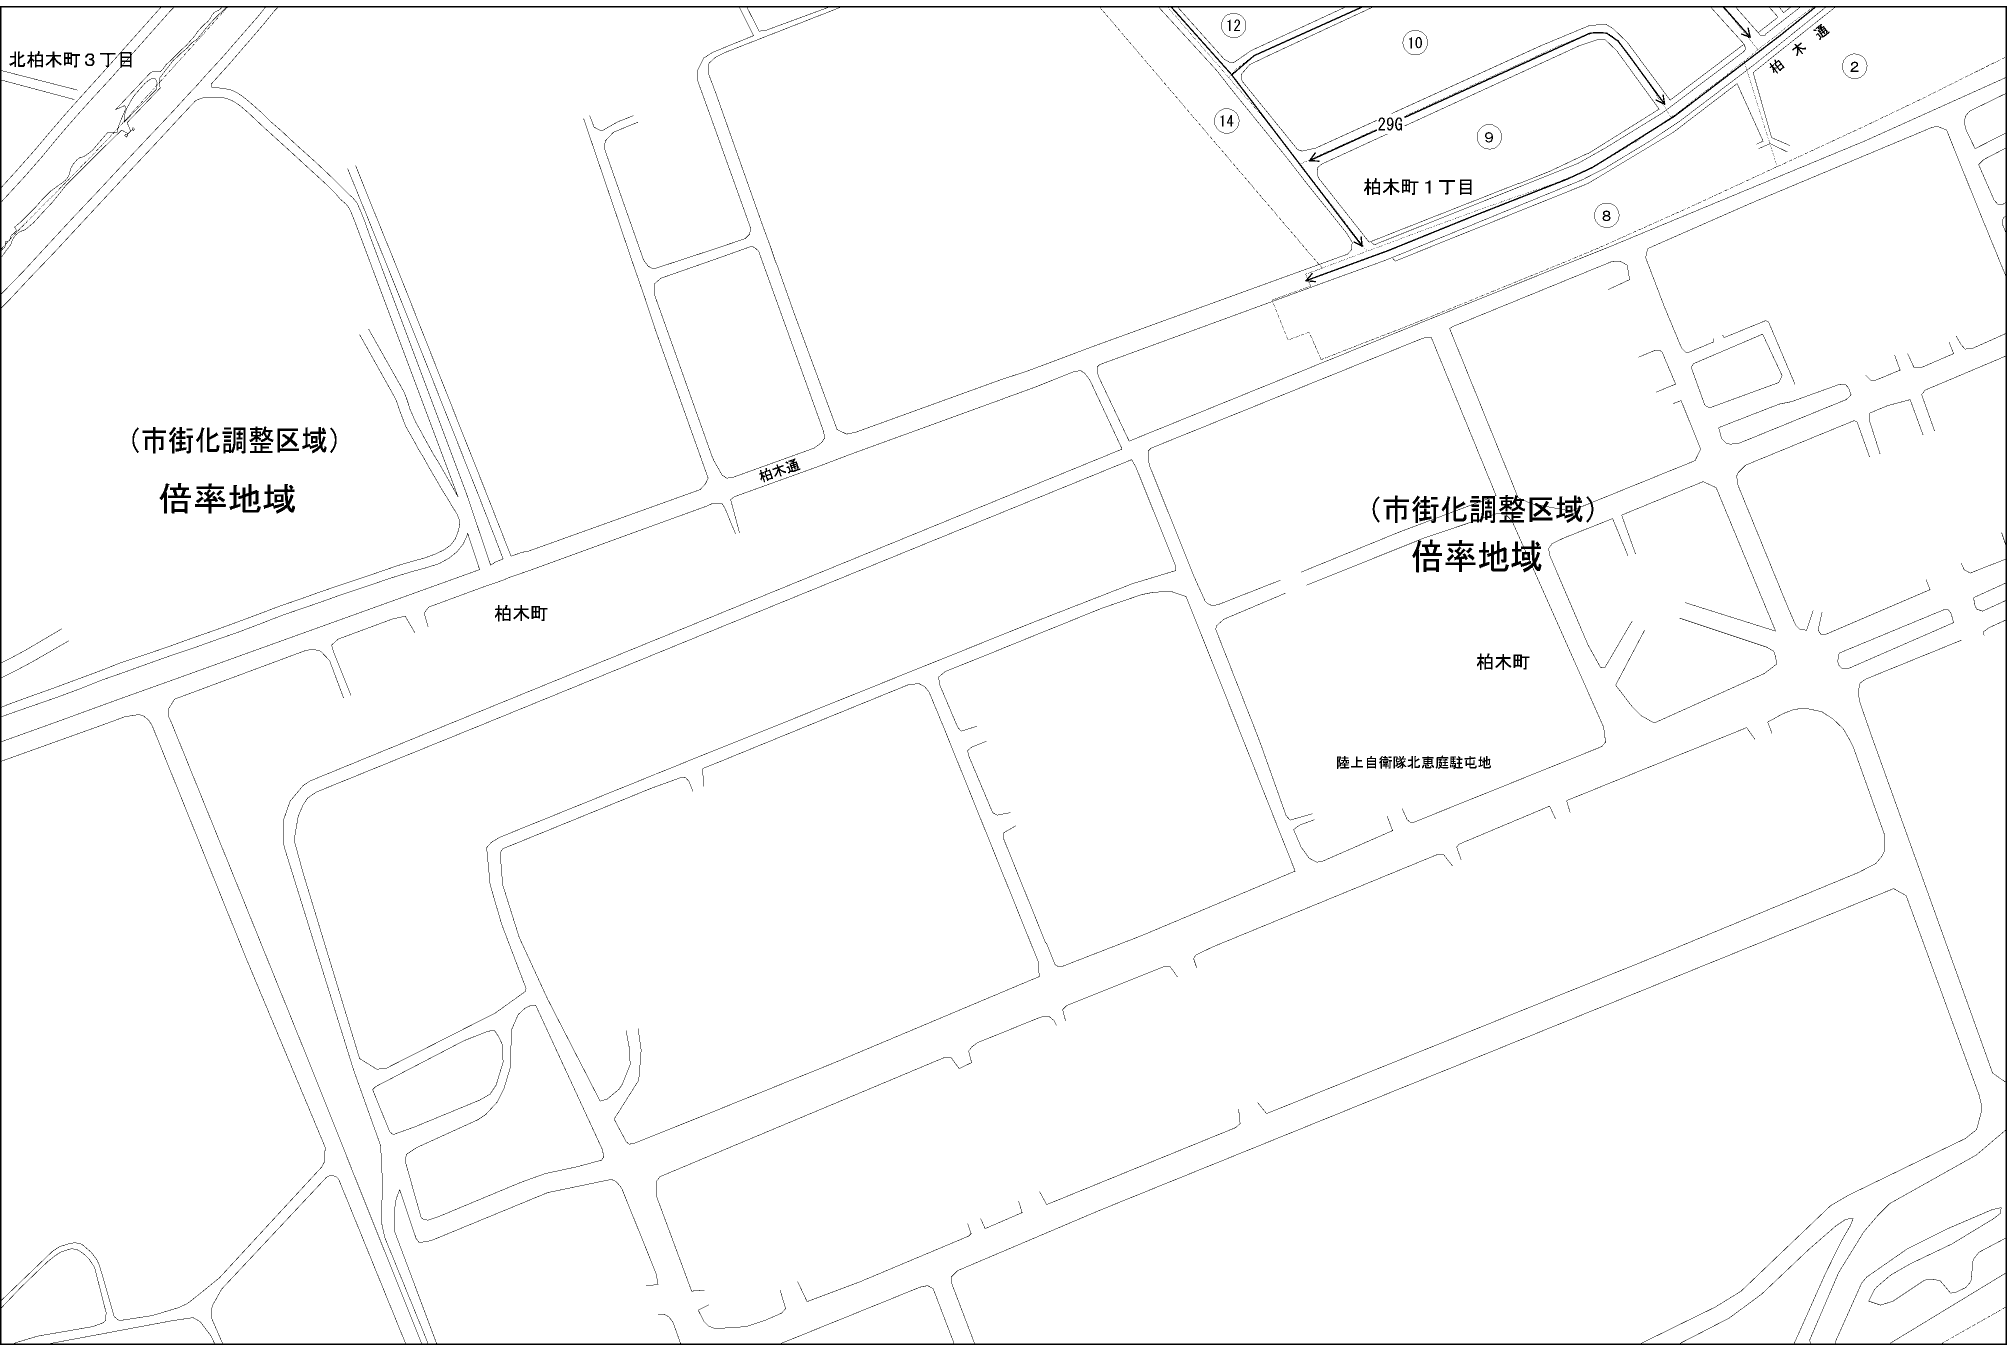 北柏木町３丁目
⑫
⑩
柏木通
②
⑭
29G
⑨
柏木町１丁目
⑧
（市街化調整区域）
倍率地域
柏木通
（市街化調整区域）
倍率地域
柏木町
柏木町
陸上自衛隊北恵庭駐屯地